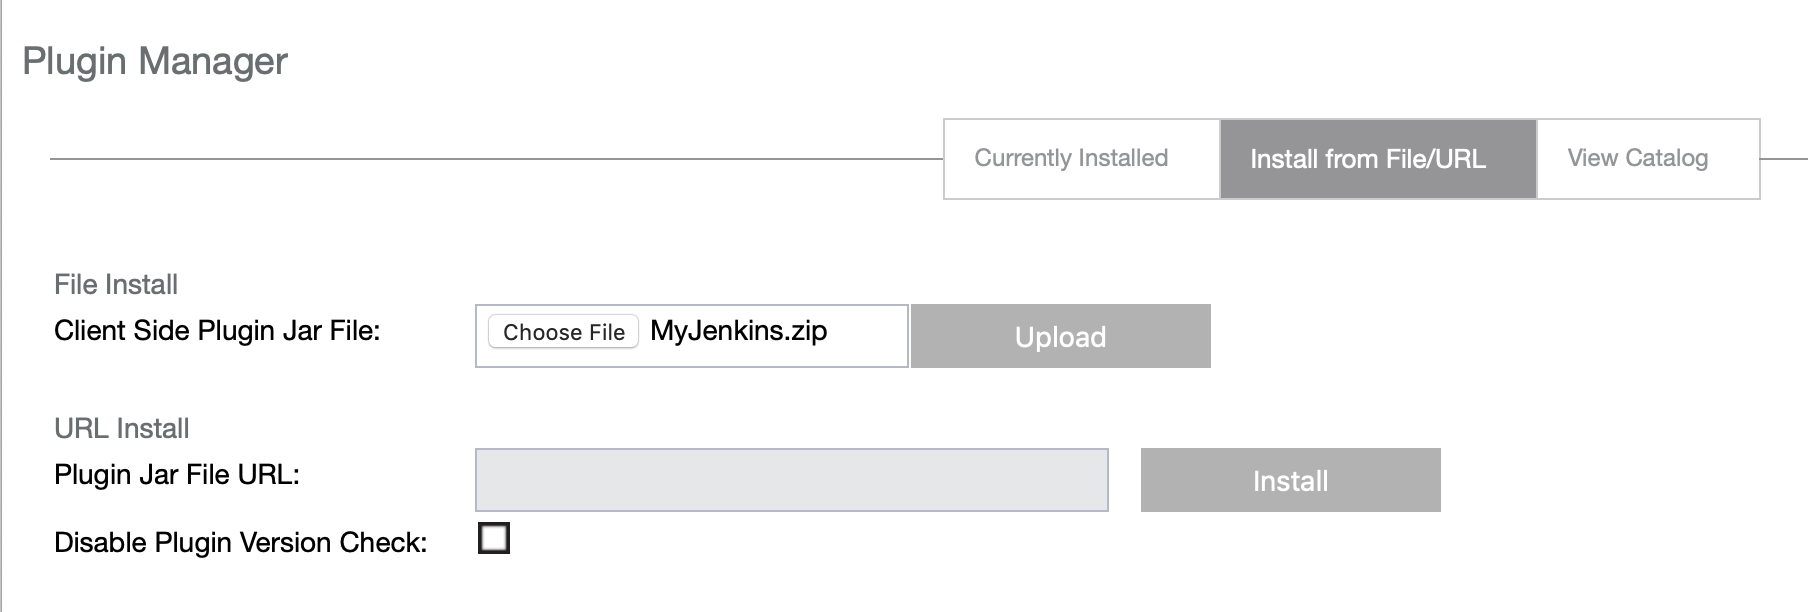 Plugin Manager
Currently Installed
Install from File/URL
View Catalog
File Install
Client Side Plugin Jar File:
Choose File MyJenkins.zip
Upload
URL Install
Plugin Jar File URL:
Install
Disable Plugin Version Check: